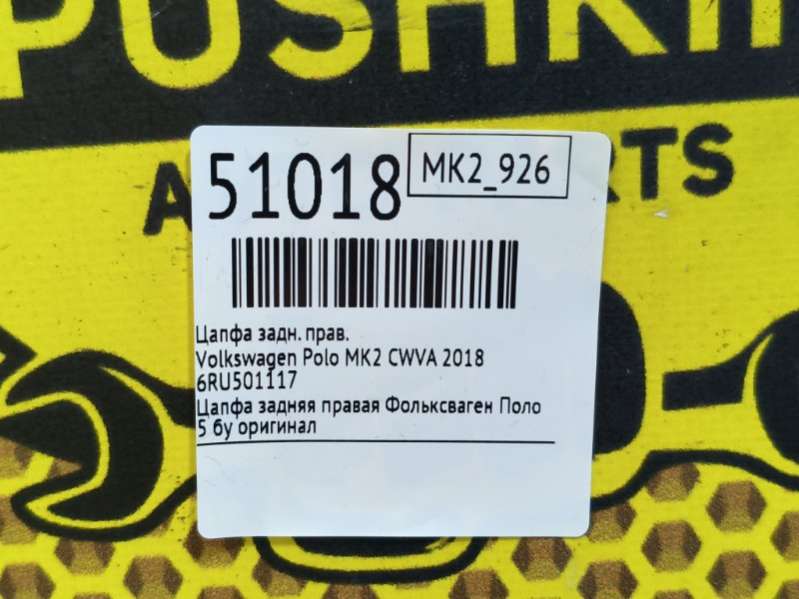 PUSHKI
A RTS
51018
MK2_926
Цапфа задн. прав.
Volkswagen Polo MK2 CWVA 2018
6RU501117
Цапфа задняя правая Фольксваген Поло
5 бу оригинал